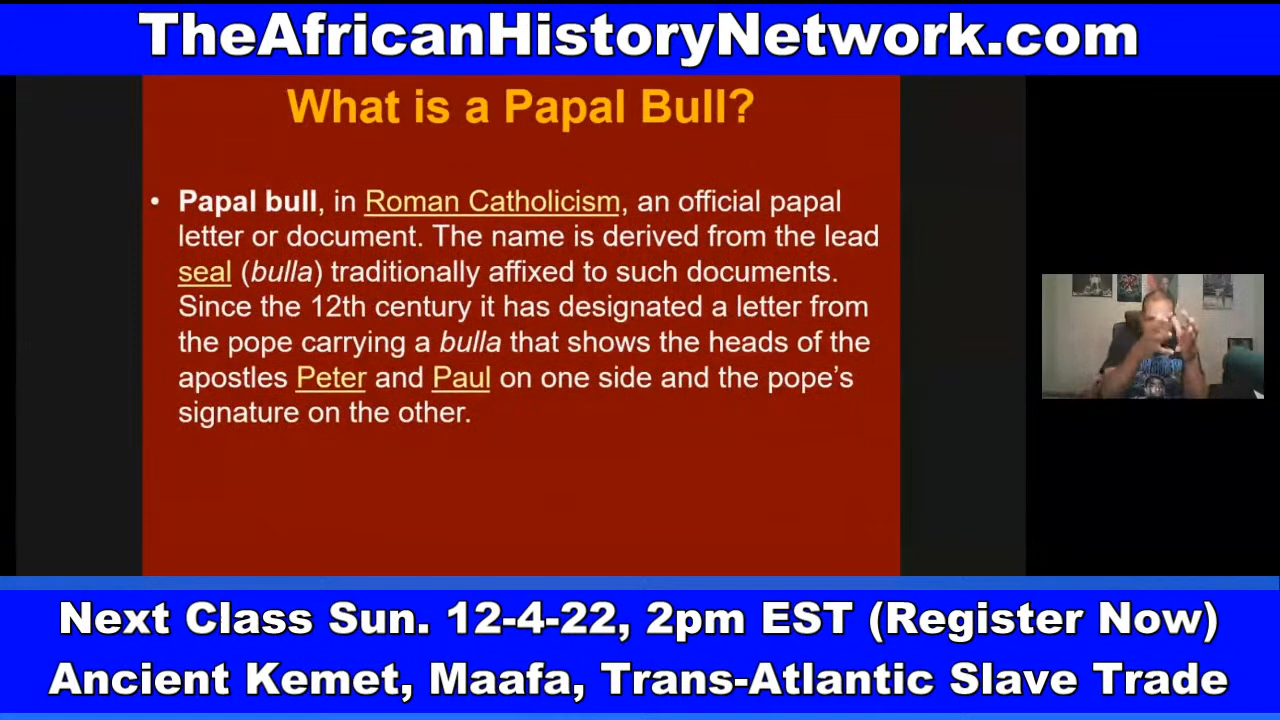 TheAfricanHistoryNetwork.com
What is a Papal Bull?
• Papal bull, in Roman Catholicism, an official papal
letter or document. The name is derived from the lead
seal (bulla) traditionally affixed to such documents.
Since the 12th century it has designated a letter from
the pope carrying a bulla that shows the heads of the
apostles Peter and Paul on one side and the pope’s
signature on the other.
Next Class Sun. 12-4-22, 2pm EST (Register Now)
Ancient Kemet, Maafa, Trans-Atlantic Slave Trade